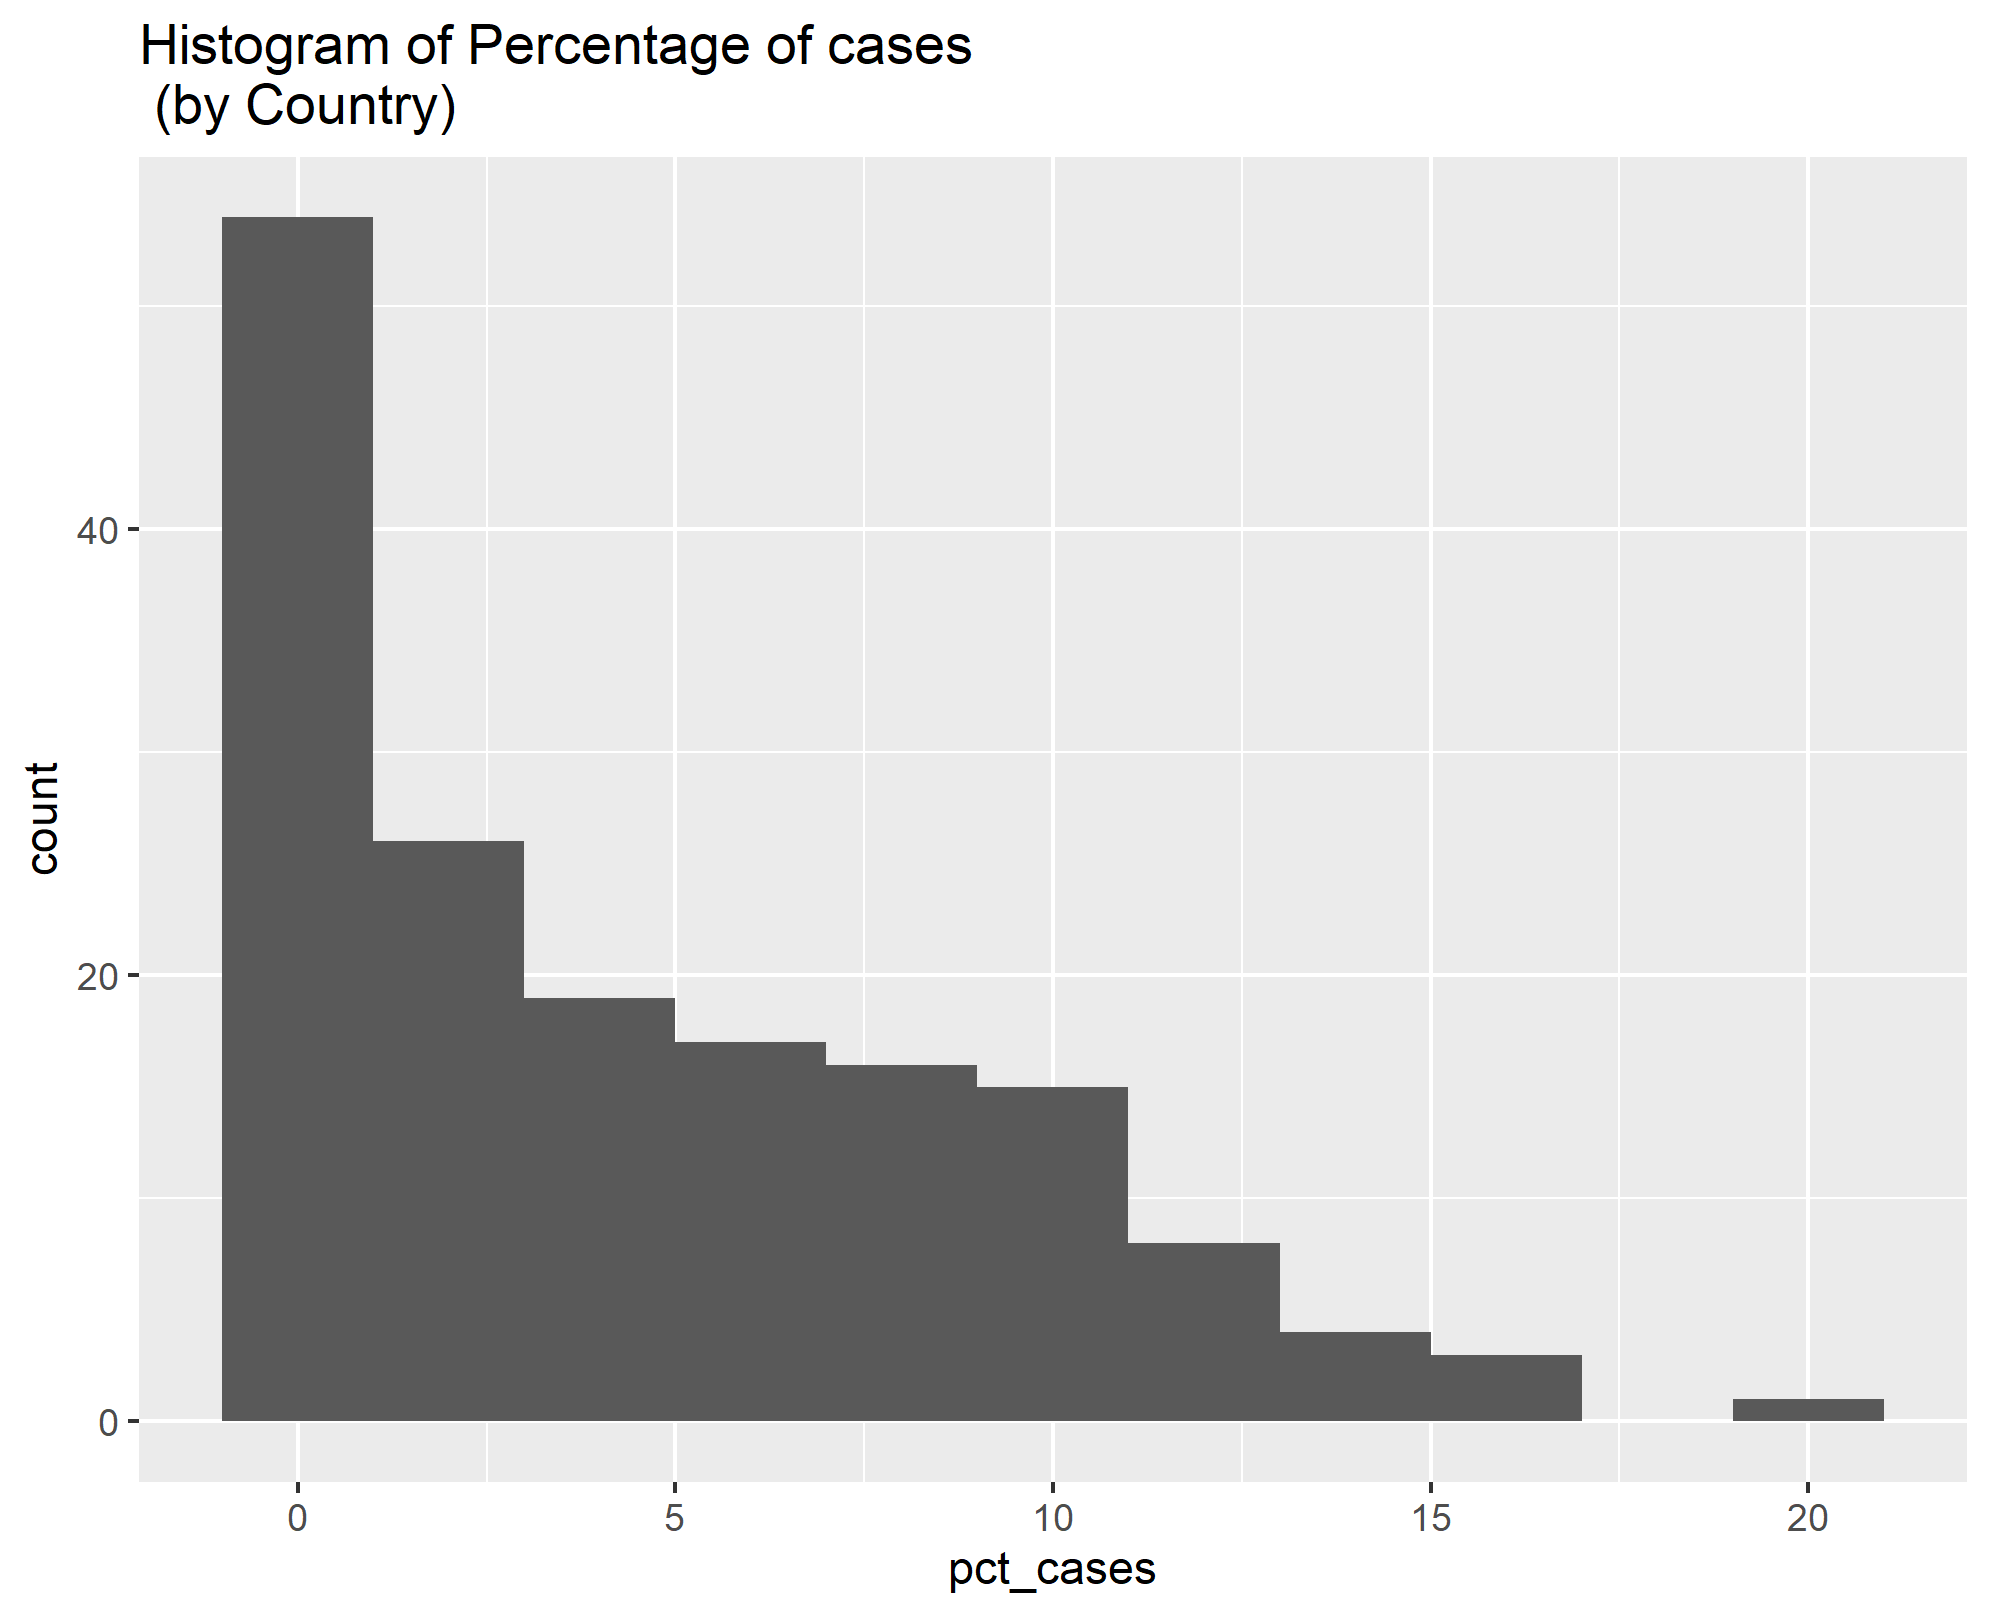 Histogram of Percentage of cases
(by Country)
count
40
20
0
0 5 10 15 20
pct_cases